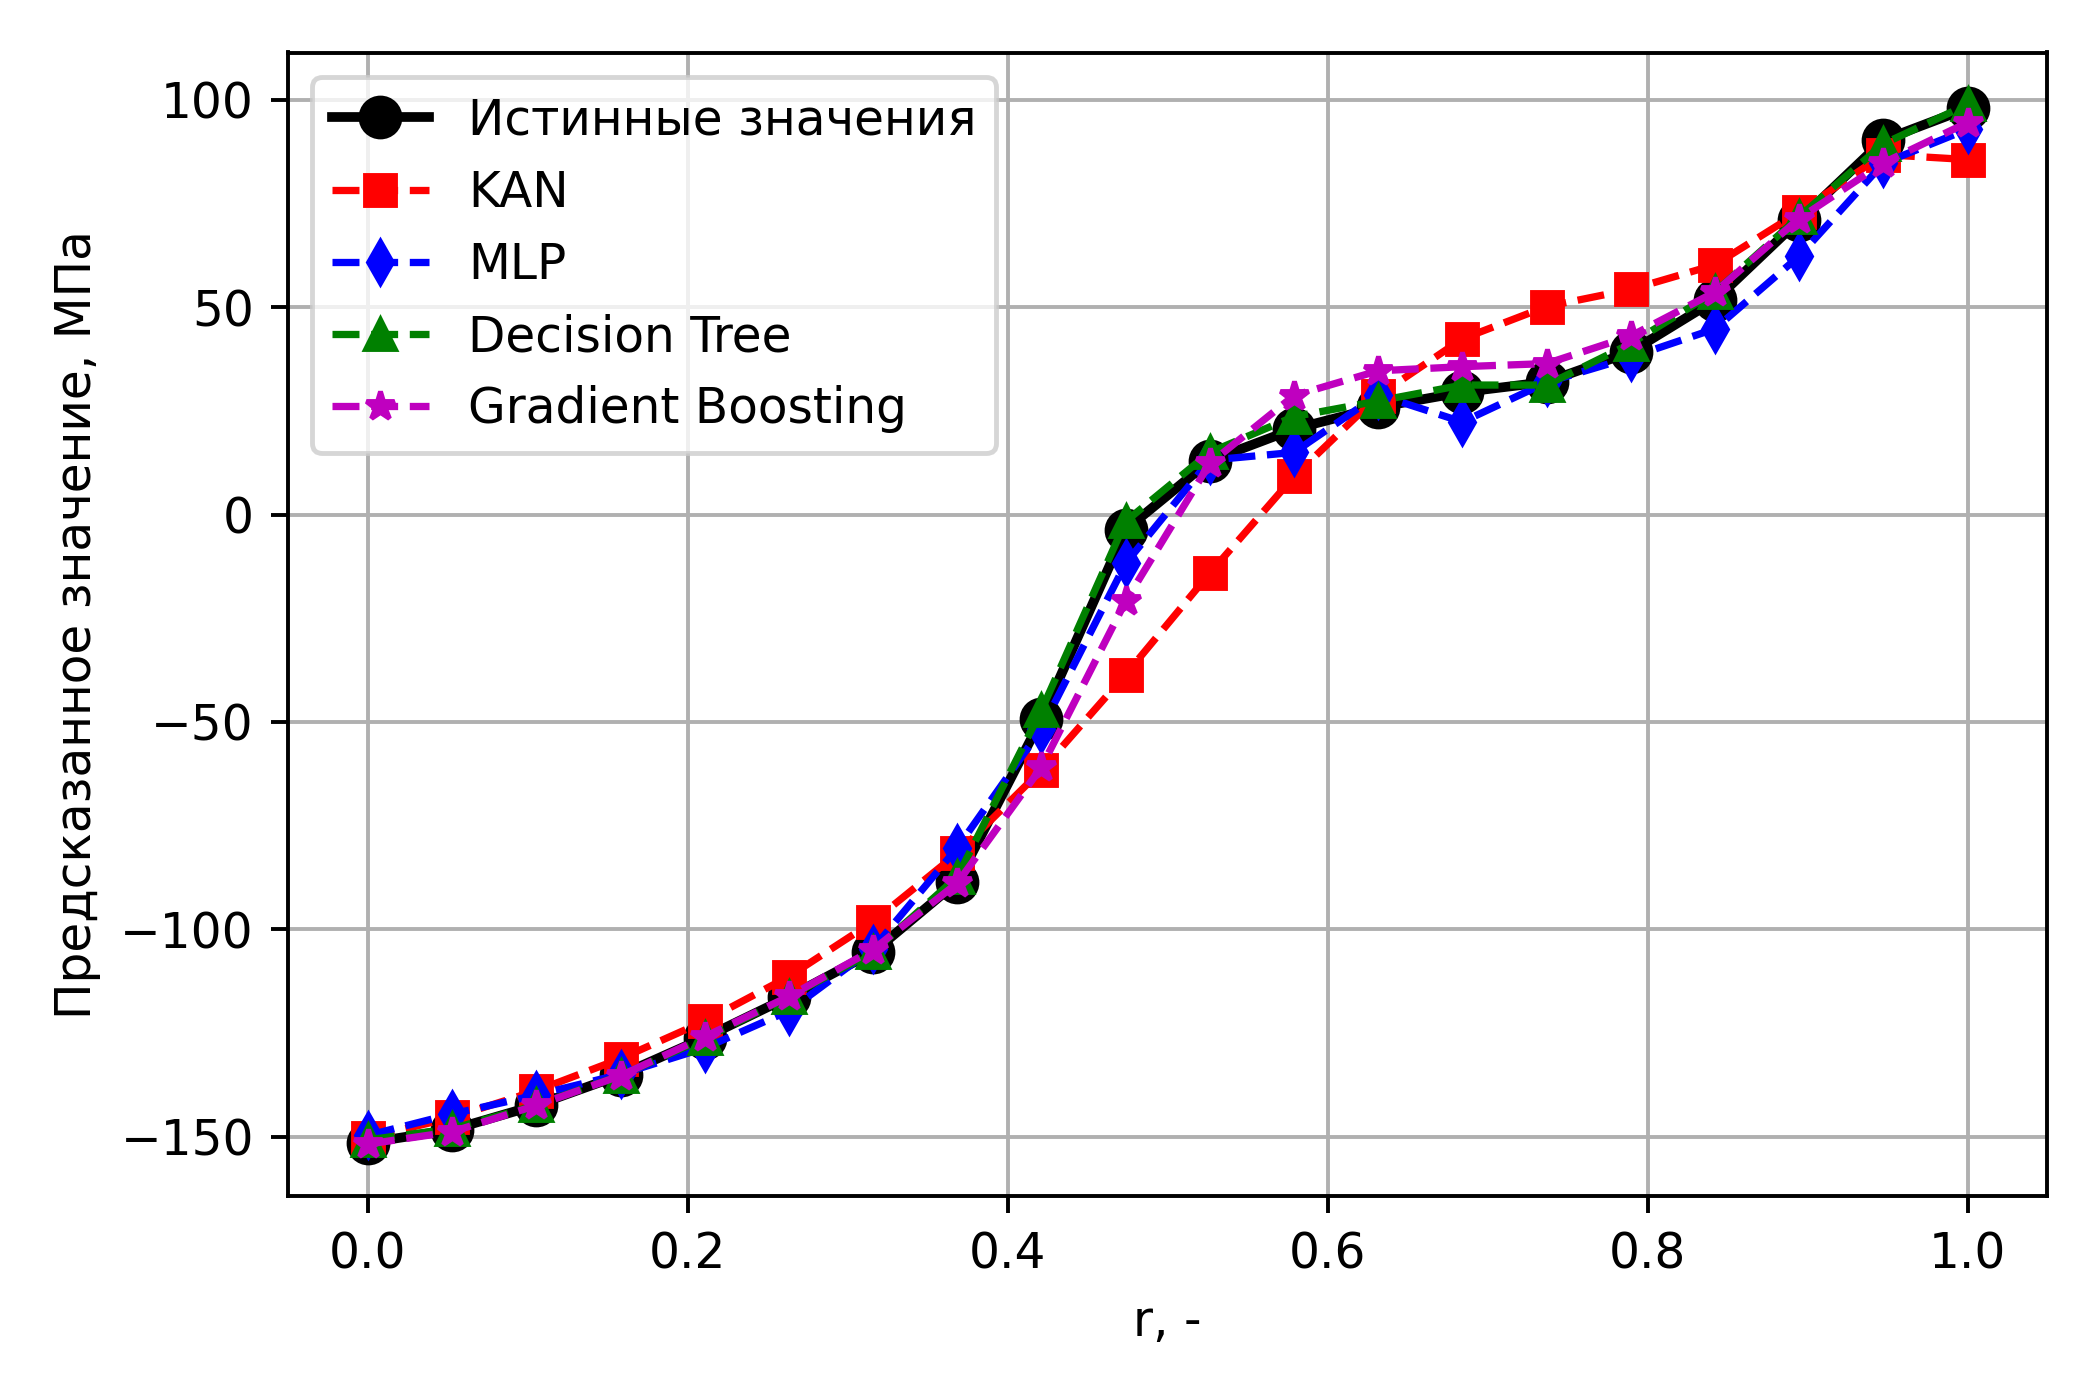 Предсказанное значение, МПа
100
50
0
−50
−100
−150
Истинные значения
KAN
MLP
Decision Tree
Gradient Boosting
0.0 0.2 0.4 0.6 0.8 1.0
r, -